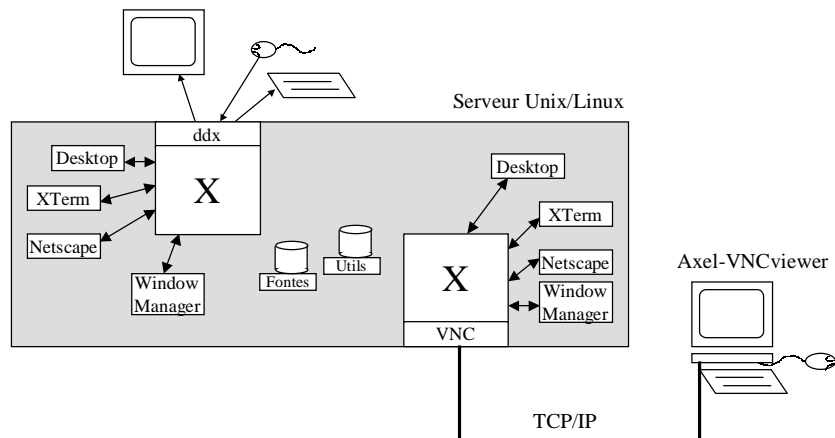 Serveur Unix/Linux
ddx
Desktop
X
XTerm
Netscape
Window
Manager
Fontes
Utils
Desktop
XTerm
X
Netscape
Window
Manager
VNC
Axel-VNCviewer
TCP/IP